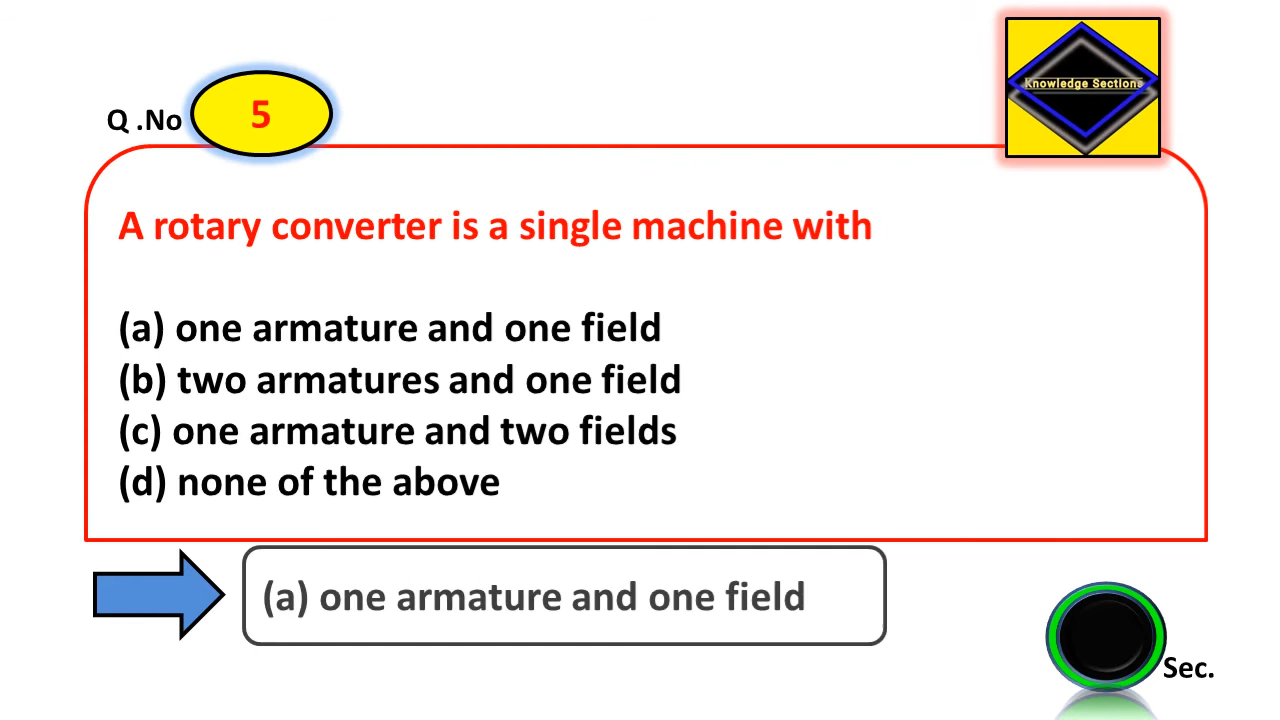 Knowledge Sections
Q .No 5
A rotary converter is a single machine with
(a) one armature and one field
(b) two armatures and one field
(c) one armature and two fields
(d) none of the above
(a) one armature and one field
Sec.